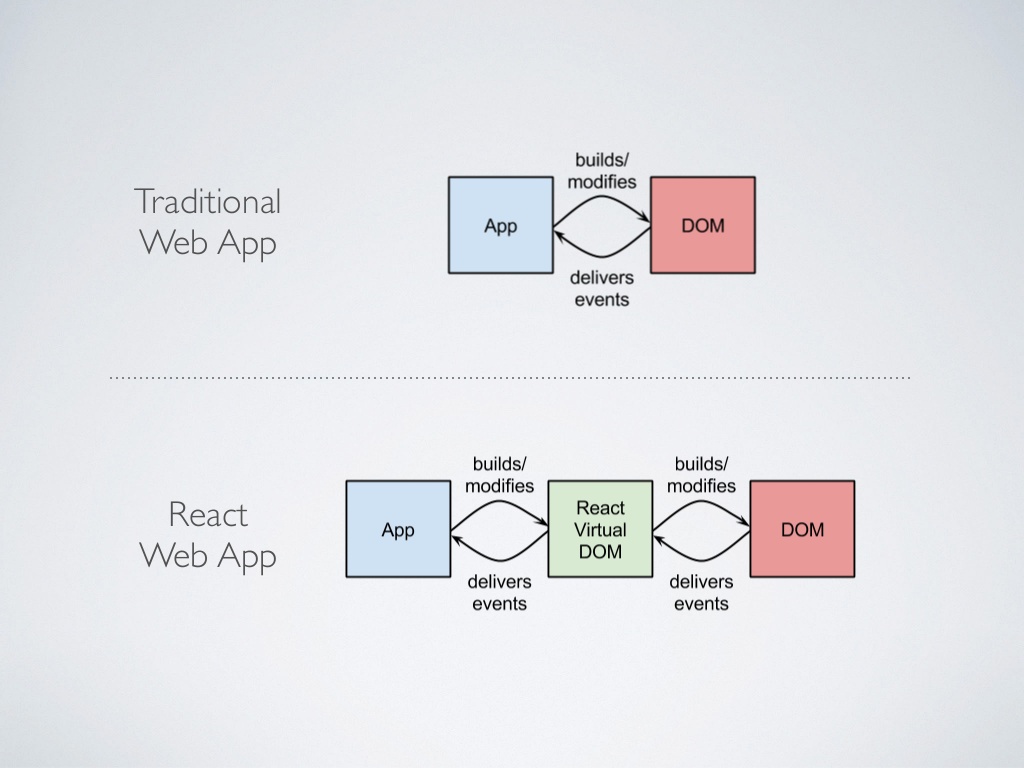 Traditional
Web App
builds/
modifies
App
DOM
delivers
events
React
Web App
builds/
modifies
builds/
modifies
App
React
Virtual
DOM
DOM
delivers
events
delivers
events